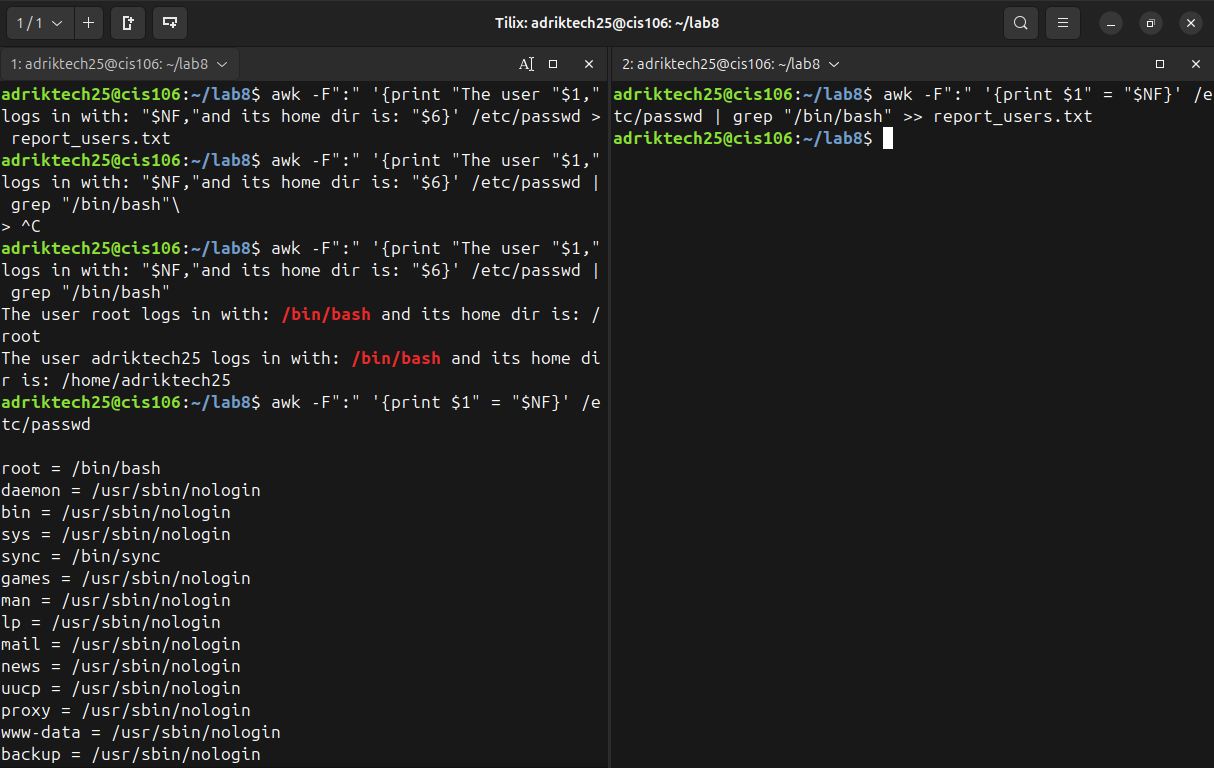 1 / 1
Tilix: adriktech25@cis106: ~/lab8
1: adriktech25@cis106: ~/lab8
adriktech25@cis106:~/lab8$ awk -F":" '{print "The user "$1,"
logs in with: "$NF,"and its home dir is: "$6}' /etc/passwd >
 report_users.txt
adriktech25@cis106:~/lab8$ awk -F":" '{print "The user "$1,"
logs in with: "$NF,"and its home dir is: "$6}' /etc/passwd |
 grep "/bin/bash"\
> ^C
adriktech25@cis106:~/lab8$ awk -F":" '{print "The user "$1,"
logs in with: "$NF,"and its home dir is: "$6}' /etc/passwd |
 grep "/bin/bash"
The user root logs in with: /bin/bash and its home dir is: /
root
The user adriktech25 logs in with: /bin/bash and its home di
r is: /home/adriktech25
adriktech25@cis106:~/lab8$ awk -F":" '{print $1" = "$NF}' /e
tc/passwd
root = /bin/bash
daemon = /usr/sbin/nologin
bin = /usr/sbin/nologin
sys = /usr/sbin/nologin
sync = /bin/sync
games = /usr/sbin/nologin
man = /usr/sbin/nologin
lp = /usr/sbin/nologin
mail = /usr/sbin/nologin
news = /usr/sbin/nologin
uucp = /usr/sbin/nologin
proxy = /usr/sbin/nologin
www-data = /usr/sbin/nologin
backup = /usr/sbin/nologin
2: adriktech25@cis106: ~/lab8
adriktech25@cis106:~/lab8$ awk -F":" '{print $1" = "$NF}' /e
tc/passwd | grep "/bin/bash" >> report_users.txt
adriktech25@cis106:~/lab8$